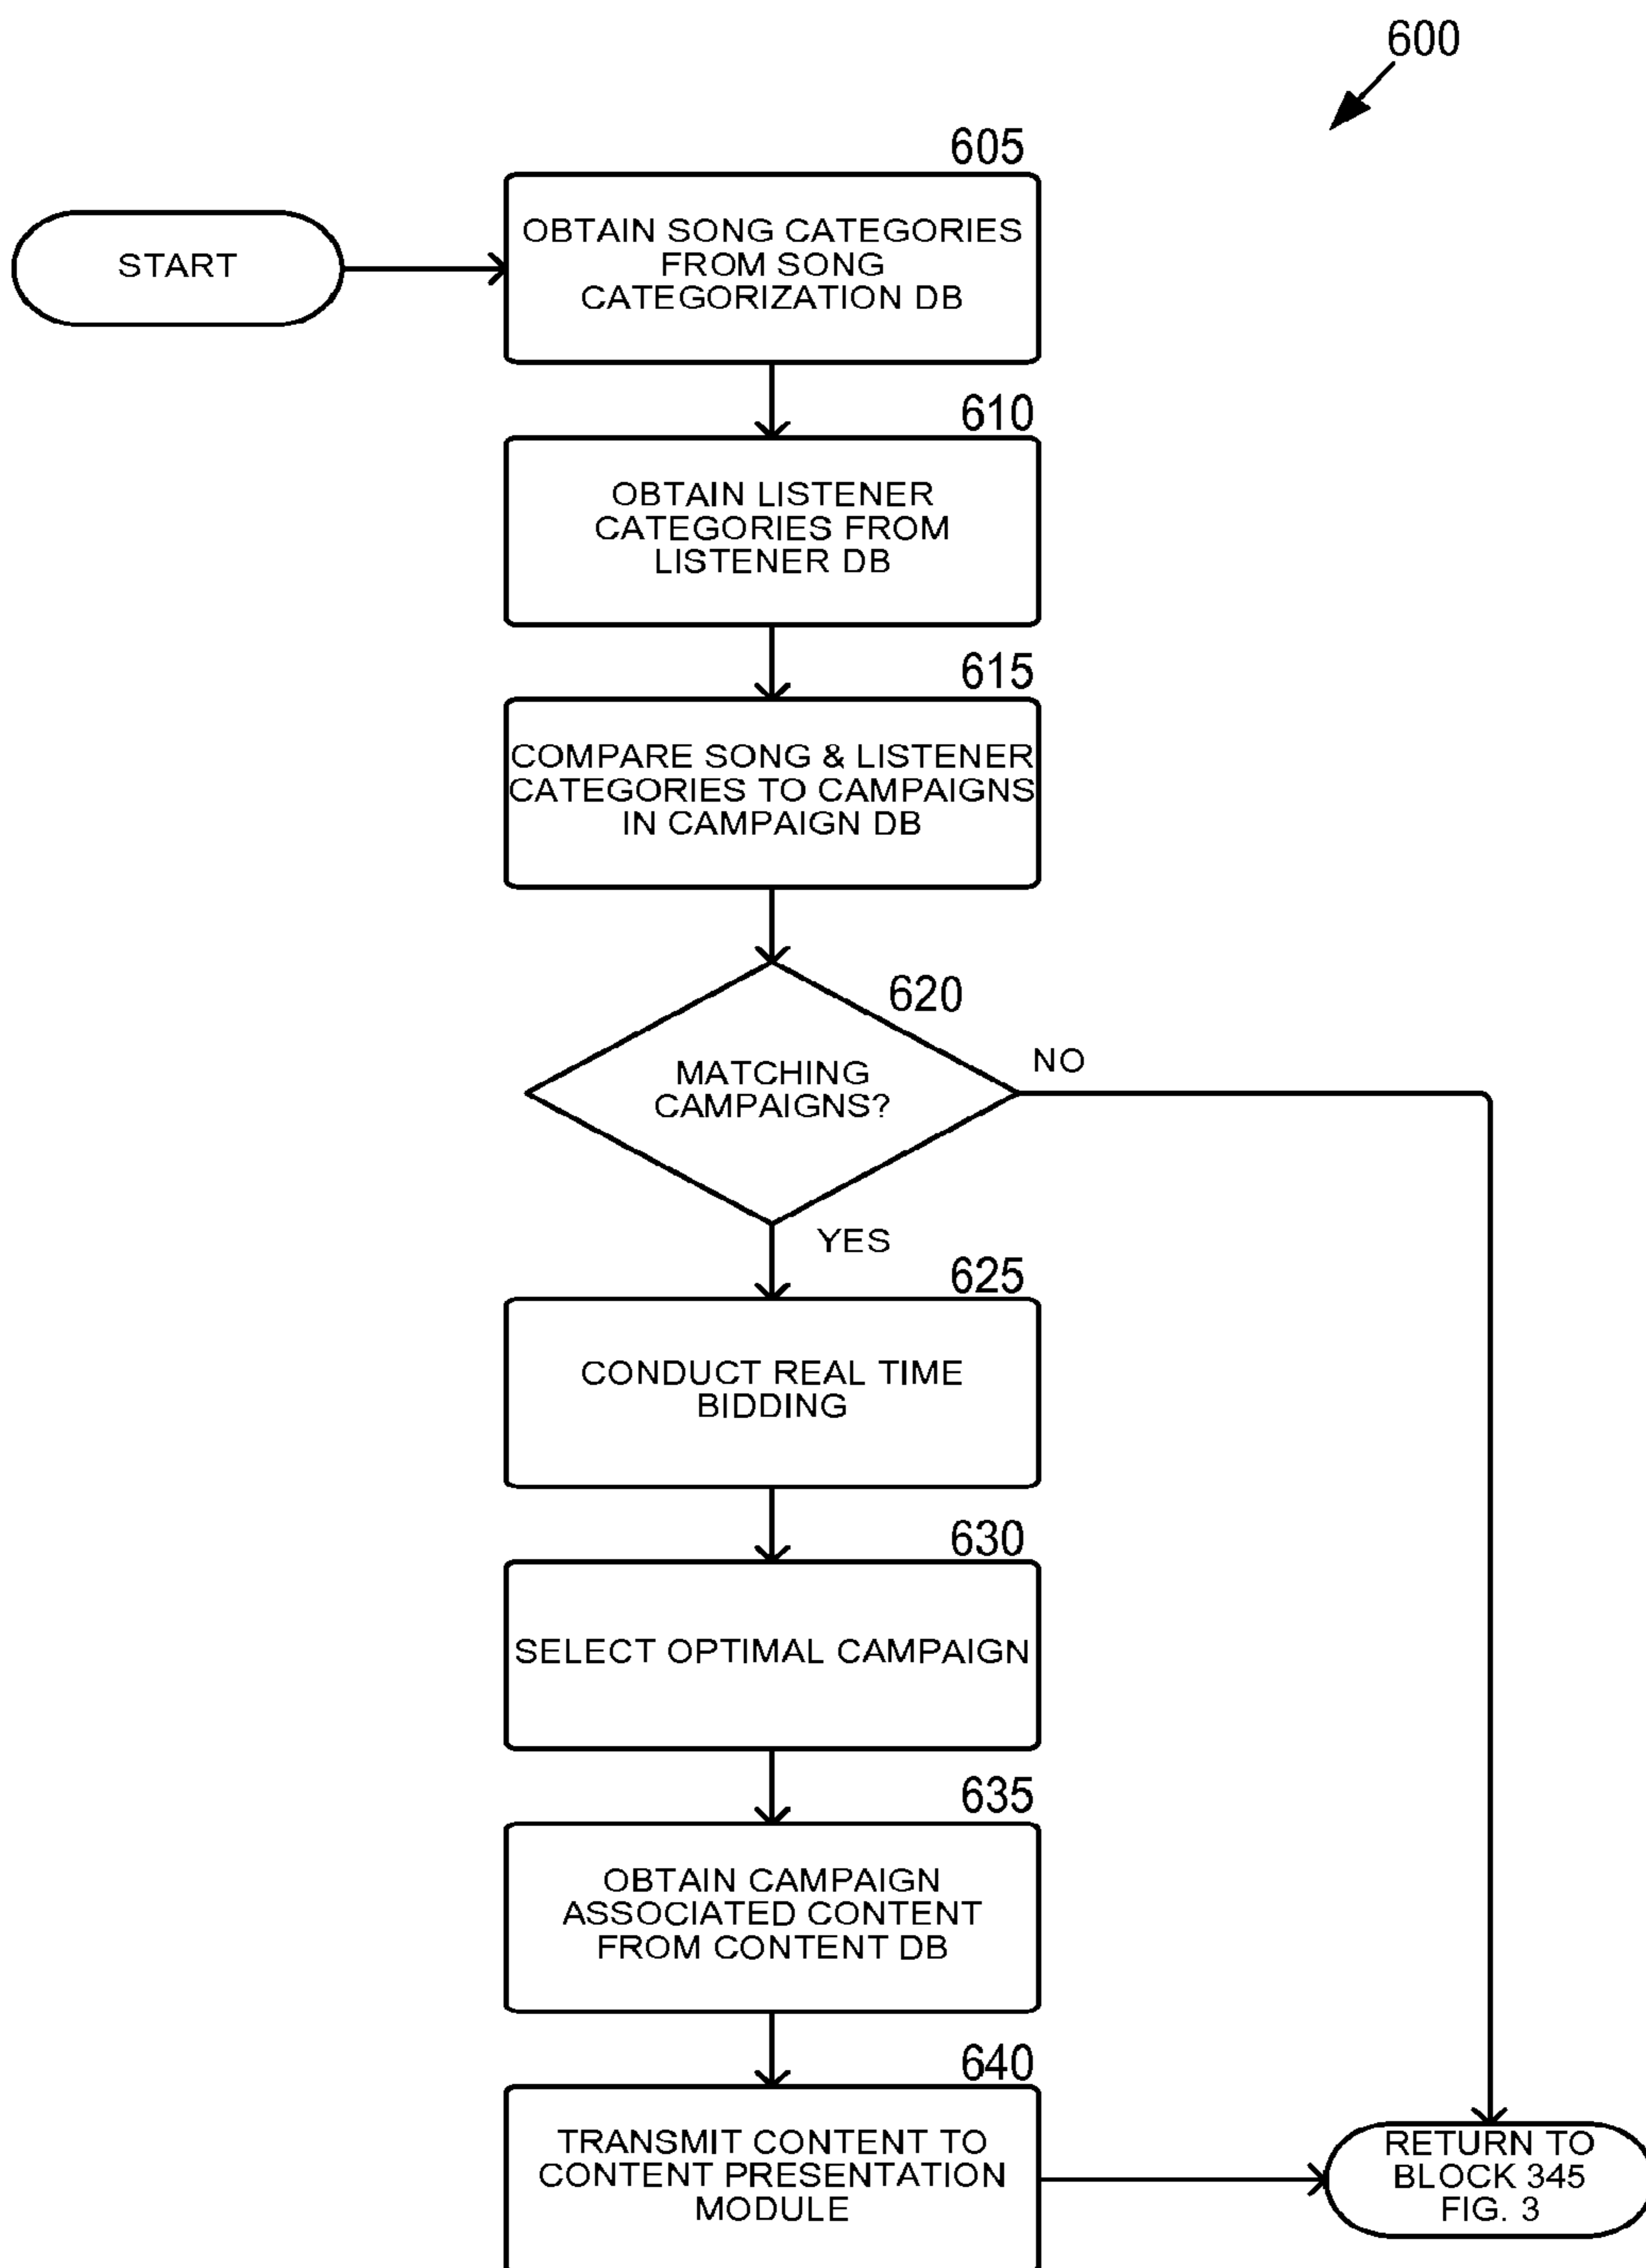 600
START
605
OBTAIN SONG CATEGORIES
FROM SONG
CATEGORIZATION DB
610
OBTAIN LISTENER
CATEGORIES FROM
LISTENER DB
615
COMPARE SONG & LISTENER
CATEGORIES TO CAMPAIGNS
IN CAMPAIGN DB
620
MATCHING
CAMPAIGNS?
NO
YES
625
CONDUCT REAL TIME
BIDDING
630
SELECT OPTIMAL CAMPAIGN
635
OBTAIN CAMPAIGN
ASSOCIATED CONTENT
FROM CONTENT DB
640
TRANSMIT CONTENT TO
CONTENT PRESENTATION
MODULE
RETURN TO
BLOCK 345
FIG. 3